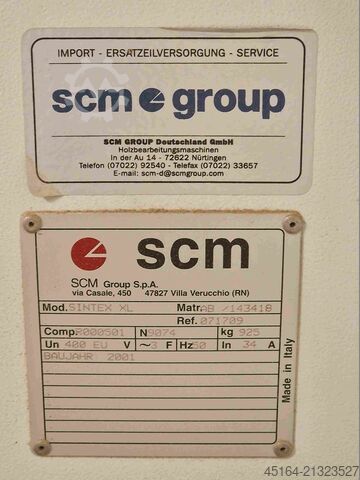 IMPORT - ERSATZEILVERSORGUNG - SERVICE
scm group
SCM GROUP Deutschland GmbH
Holzbearbeitungsmaschinen
In der Au 14 - 72622 Nürtingen
Telefon (07022) 92540 - Telefax (07022) 33657
E-mail: scm-d@scmgroup.com
scm
SCM Group S.p.A.
via Casale, 450 47827 Villa Verucchio (RN)
Mod. SINTEX XL Matr. AB /143418
Ref. 071709
Comp. 2000501 N 9074 kg 925
Un 400 EU V ~3 F Hz 50 In 34 A
BAUJAHR 2001
Made in Italy
45164-21323527